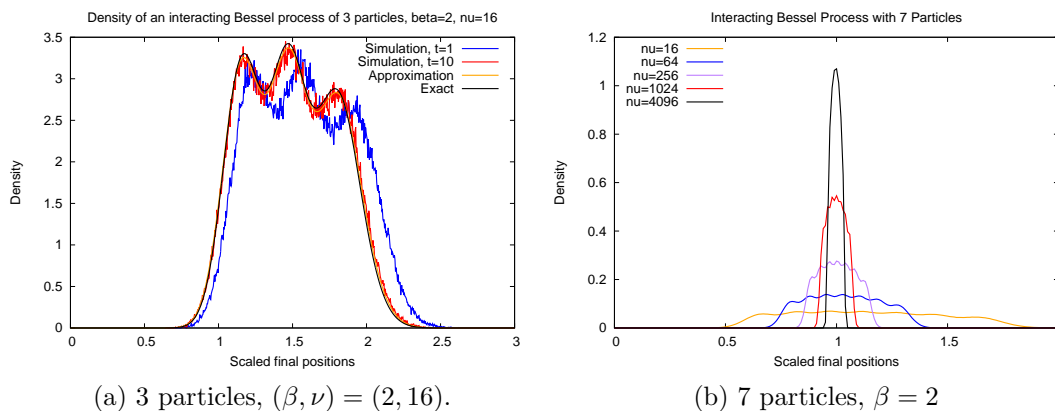 Density of an interacting Bessel process of 3 particles, beta=2, nu=16
3.5
3
2.5
2
1.5
1
0.5
0
Density
Simulation, t=1
Simulation, t=10
Approximation
Exact
0
0.5
1
1.5
2
2.5
3
Scaled final positions
(a) 3 particles, (β, ν) = (2, 16).
Interacting Bessel Process with 7 Particles
1.2
1
0.8
0.6
0.4
0.2
0
Density
nu=16
nu=64
nu=256
nu=1024
nu=4096
0
0.5
1
1.5
Scaled final positions
(b) 7 particles, β = 2